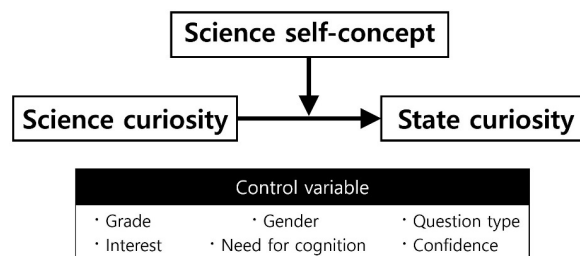 Science self-concept
Science curiosity State curiosity
Control variable
· Grade · Gender · Question type
· Interest · Need for cognition · Confidence